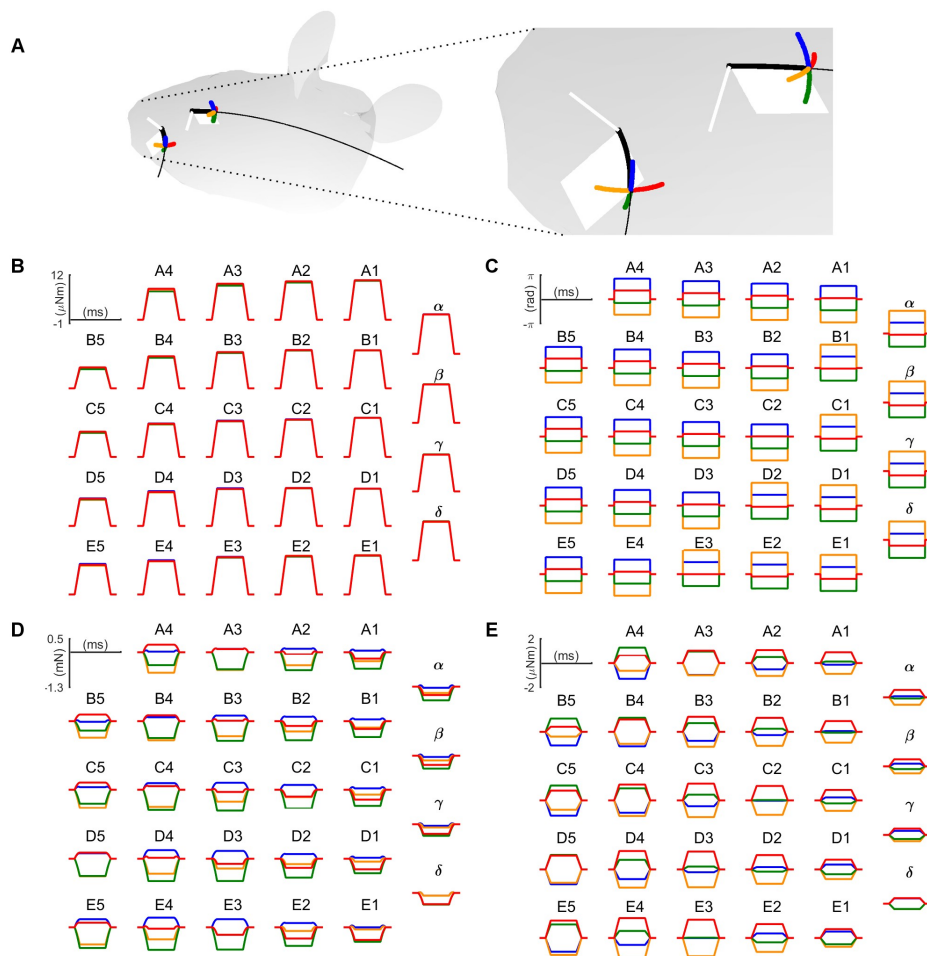 A
B
12
(μNm)
-1
(ms)
A4 A3 A2 A1
α
B5 B4 B3 B2 B1
β
C5 C4 C3 C2 C1
γ
D5 D4 D3 D2 D1
δ
E5 E4 E3 E2 E1
C
π
(rad)
-π
(ms)
A4 A3 A2 A1
α
B5 B4 B3 B2 B1
β
C5 C4 C3 C2 C1
γ
D5 D4 D3 D2 D1
δ
E5 E4 E3 E2 E1
D
0.5
(mN)
-1.3
(ms)
A4 A3 A2 A1
α
B5 B4 B3 B2 B1
β
C5 C4 C3 C2 C1
γ
D5 D4 D3 D2 D1
δ
E5 E4 E3 E2 E1
E
2
(μNm)
-2
(ms)
A4 A3 A2 A1
α
B5 B4 B3 B2 B1
β
C5 C4 C3 C2 C1
γ
D5 D4 D3 D2 D1
δ
E5 E4 E3 E2 E1